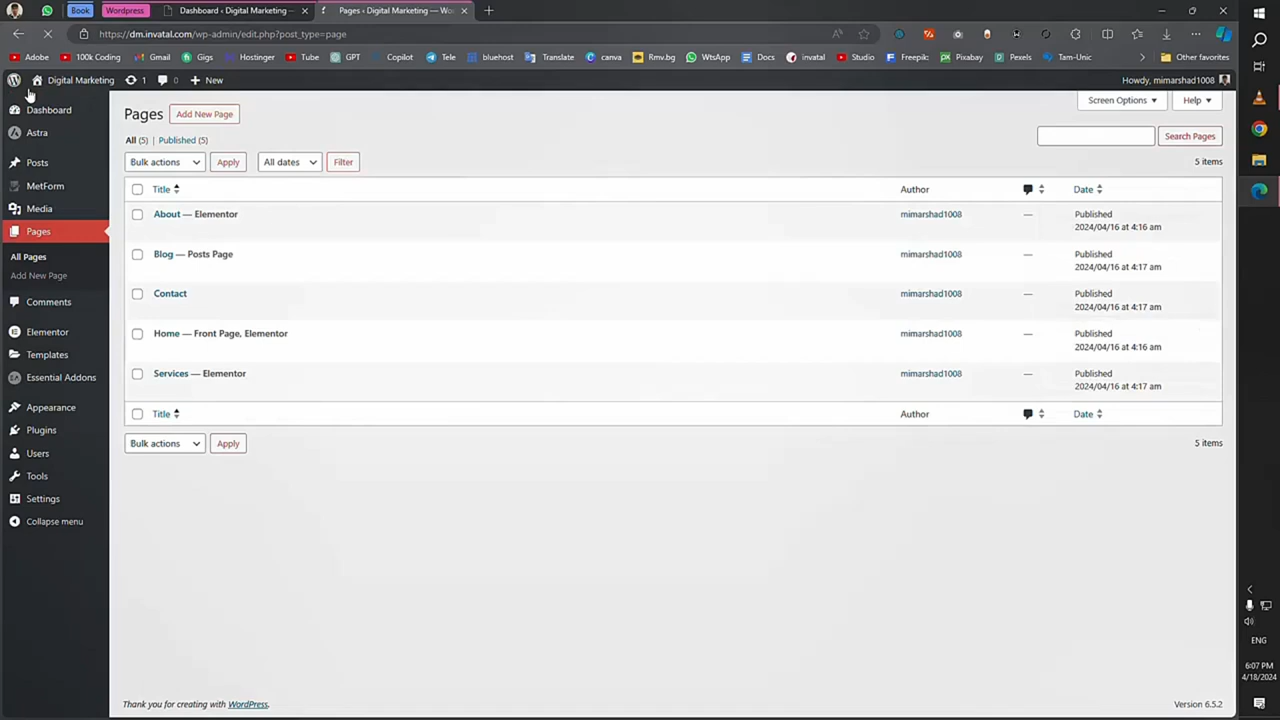 Book
Wordpress
Dashboard ‹ Digital Marketing —
Pages ‹ Digital Marketing — Wo
https://dm.invatal.com/wp-admin/edit.php?post_type=page
Adobe
100k Coding
Gmail
Gigs
Hostinger
Tube
GPT
Copilot
Tele
bluehost
Translate
canva
Rmv.bg
WtsApp
Docs
invatal
Studio
Freepik
Pixabay
Pexels
Tam-Unic
Other favorites
Digital Marketing
1
0
New
Howdy, mimarshad1008
Dashboard
Astra
Posts
MetForm
Media
Pages
All Pages
Add New Page
Comments
Elementor
Templates
Essential Addons
Appearance
Plugins
Users
Tools
Settings
Collapse menu
Screen Options
Help
Pages
Add New Page
All (5) | Published (5)
Search Pages
Bulk actions
Apply
All dates
Filter
5 items
Title
Author
Date
About — Elementor
mimarshad1008
—
Published
2024/04/16 at 4:16 am
Blog — Posts Page
mimarshad1008
—
Published
2024/04/16 at 4:17 am
Contact
mimarshad1008
—
Published
2024/04/16 at 4:17 am
Home — Front Page, Elementor
mimarshad1008
—
Published
2024/04/16 at 4:16 am
Services — Elementor
mimarshad1008
—
Published
2024/04/16 at 4:17 am
Title
Author
Date
Bulk actions
Apply
5 items
Thank you for creating with WordPress.
Version 6.5.2
ENG
6:07 PM
4/18/2024